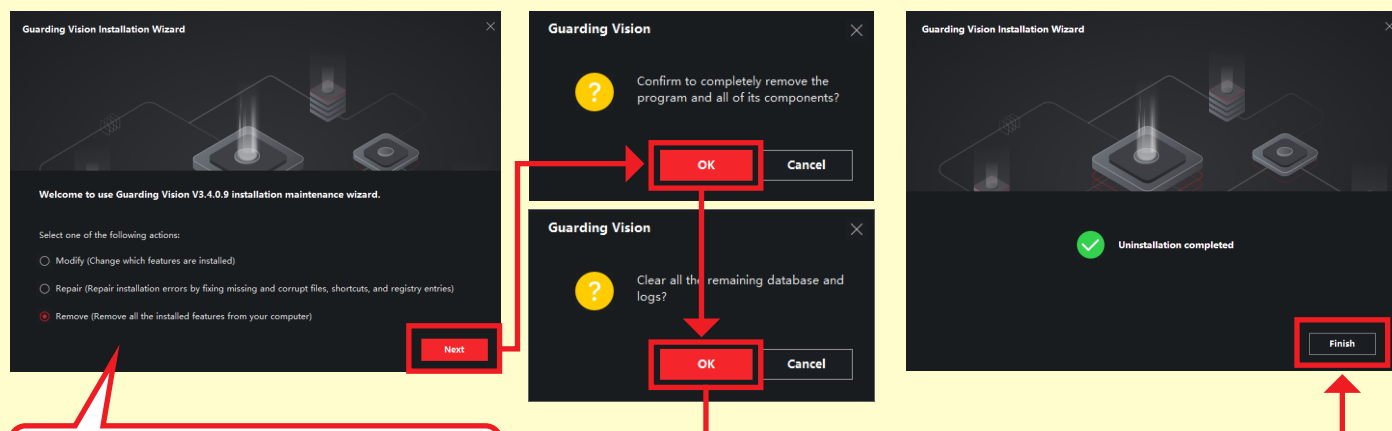 Guarding Vision Installation Wizard
Welcome to use Guarding Vision V3.4.0.9 installation maintenance wizard.
Select one of the following actions:
Modify (Change which features are installed)
Repair (Repair installation errors by fixing missing and corrupt files, shortcuts, and registry entries)
Remove (Remove all the installed features from your computer)
Next
Guarding Vision
?
Confirm to completely remove the
program and all of its components?
OK Cancel
Guarding Vision
?
Clear all the remaining database and
logs?
OK Cancel
Guarding Vision Installation Wizard
Uninstallation completed
Finish